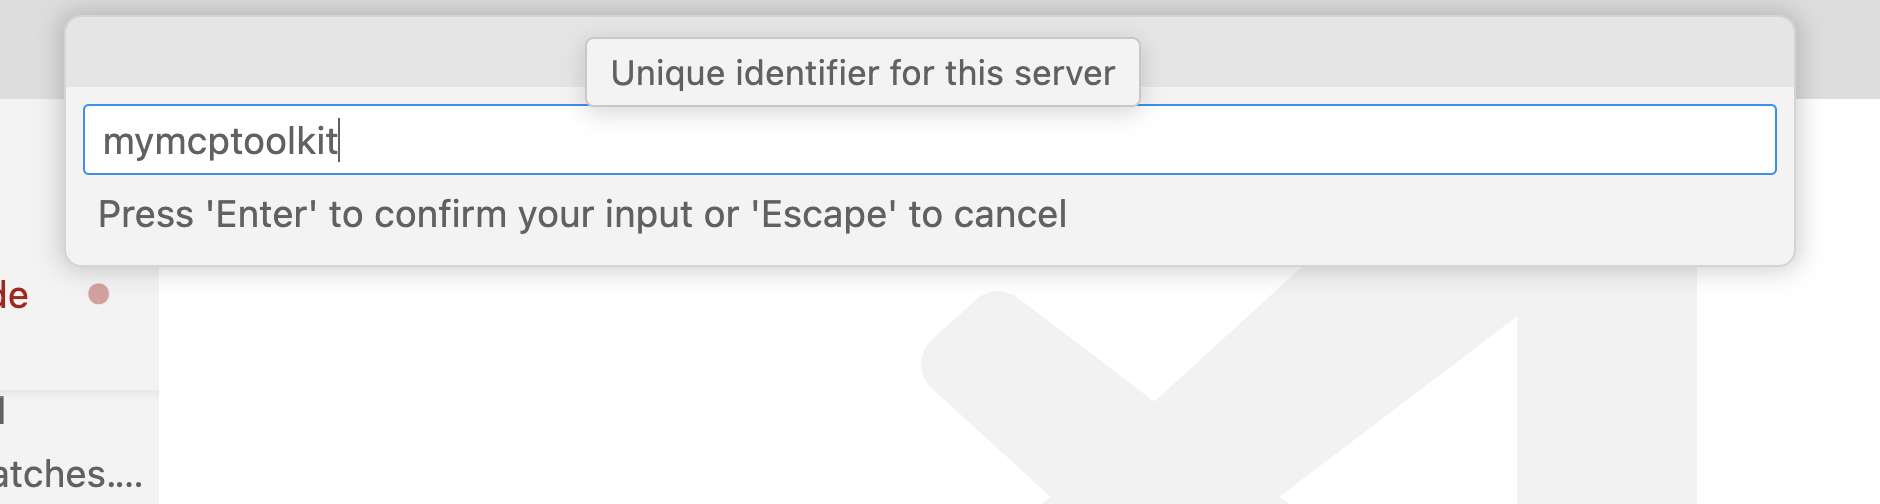 Unique identifier for this server
mymcptoolkit
Press 'Enter' to confirm your input or 'Escape' to cancel
de
atches....